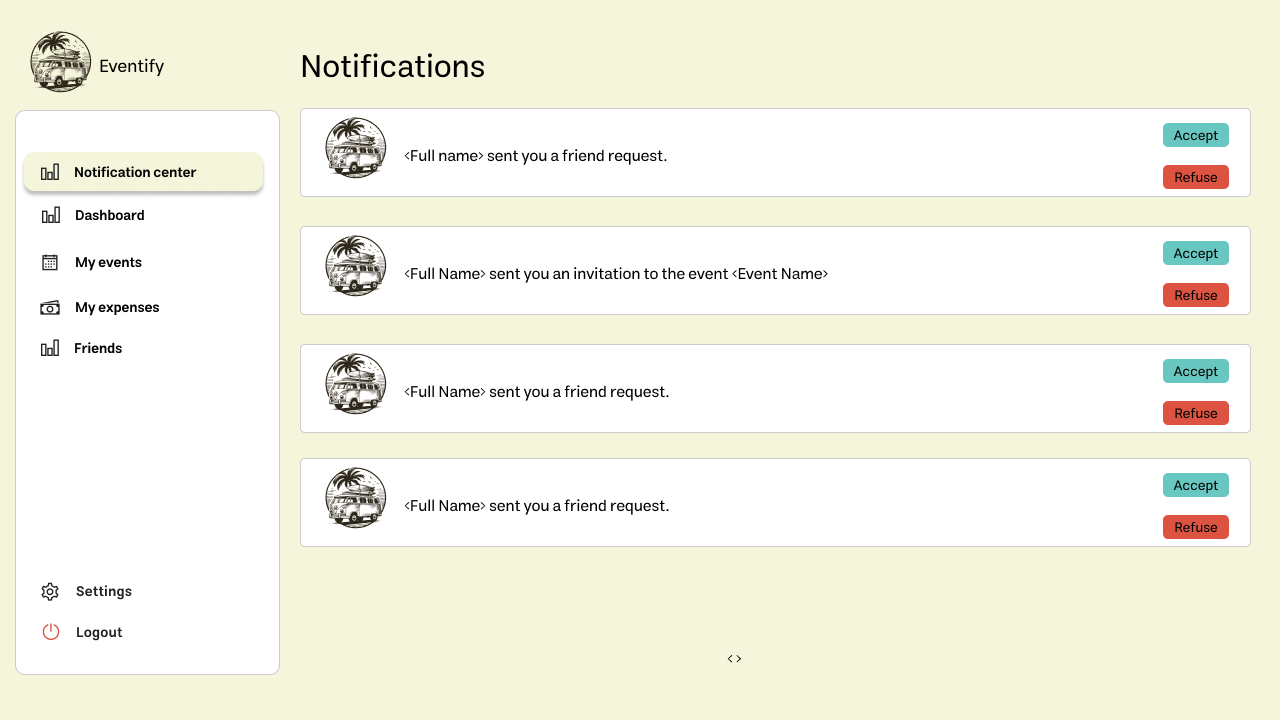 Eventify
Notifications
Notification center
Dashboard
My events
My expenses
Friends
Settings
Logout
<Full name> sent you a friend request.
Accept
Refuse
<Full Name> sent you an invitation to the event <Event Name>
Accept
Refuse
<Full Name> sent you a friend request.
Accept
Refuse
<Full Name> sent you a friend request.
Accept
Refuse
< >